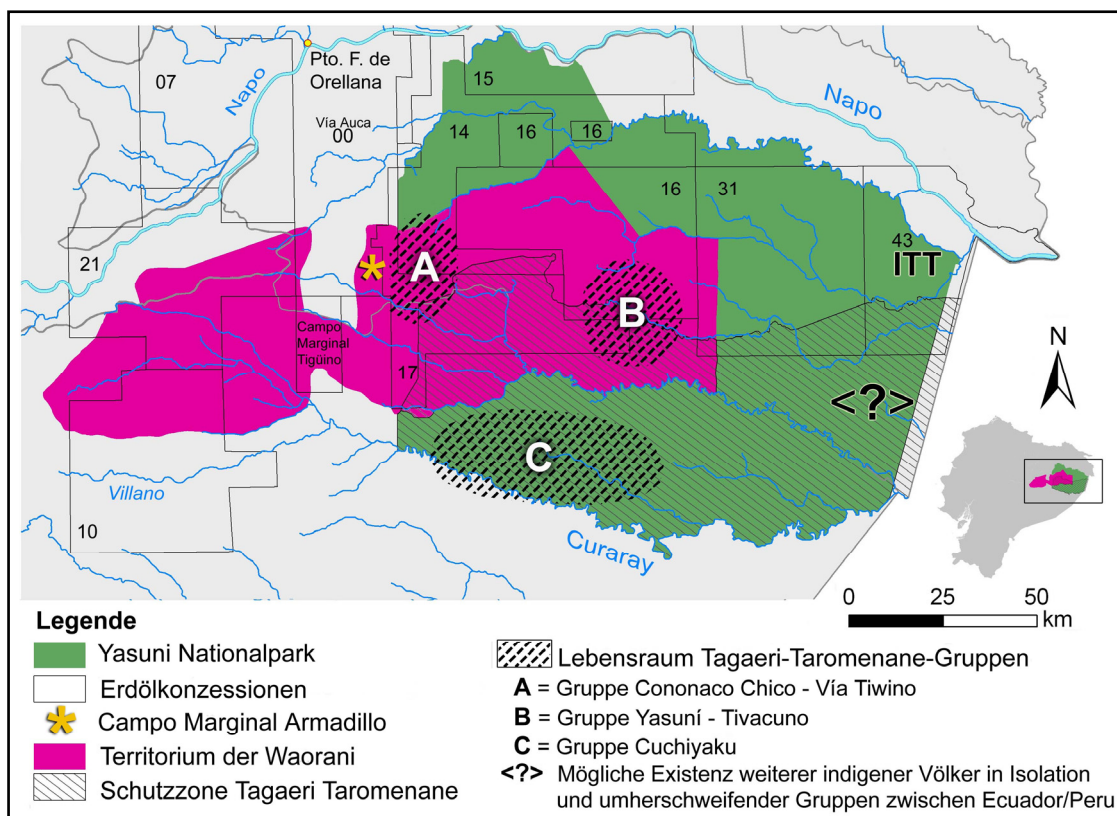 07
Napo
Pto. F. de
Orellana
Vía Auca
00
15
14
16
16
Napo
16
31
21
A
B
43
ITT
Campo
Marginal
Tigüino
17
<?>
N
C
Villano
10
Curaray
0 25 50
km
Legende
Yasuni Nationalpark
Erdölkonzessionen
Campo Marginal Armadillo
Territorium der Waorani
Schutzzone Tagaeri Taromenane
Lebensraum Tagaeri-Taromenane-Gruppen
A = Gruppe Cononaco Chico - Vía Tiwino
B = Gruppe Yasuní - Tivacuno
C = Gruppe Cuchiyaku
<?> Mögliche Existenz weiterer indigener Völker in Isolation
und umherschweifender Gruppen zwischen Ecuador/Peru